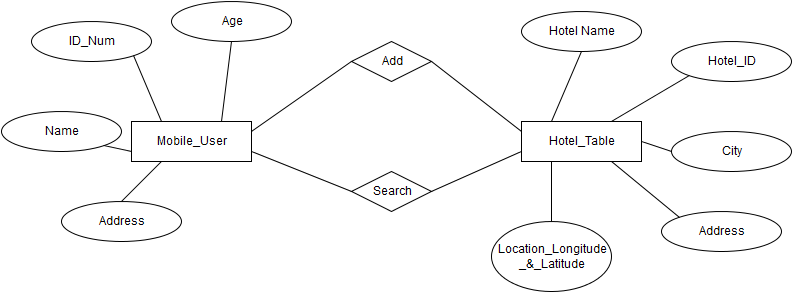 Age
Hotel Name
ID_Num
Add
Hotel_ID
Name
Mobile_User
Hotel_Table
City
Search
Address
Address
Location_Longitude
_&_Latitude